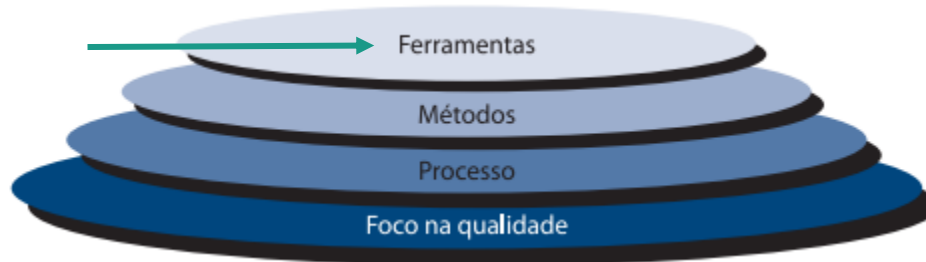 Ferramentas
Métodos
Processo
Foco na qualidade